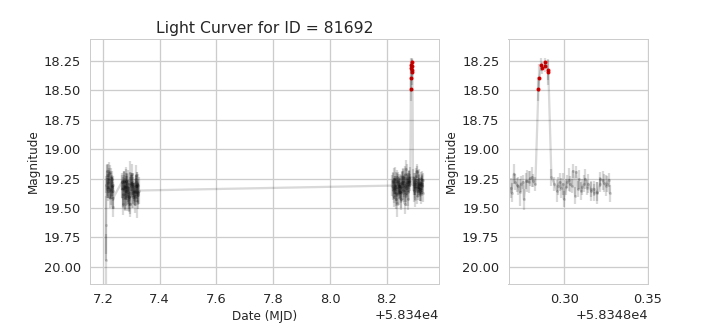 Light Curver for ID = 81692
Magnitude
18.25
18.50
18.75
19.00
19.25
19.50
19.75
20.00
7.2 7.4 7.6 7.8 8.0 8.2
Date (MJD)
+5.834e4
Magnitude
18.25
18.50
18.75
19.00
19.25
19.50
19.75
20.00
0.30 0.35
+5.8348e4